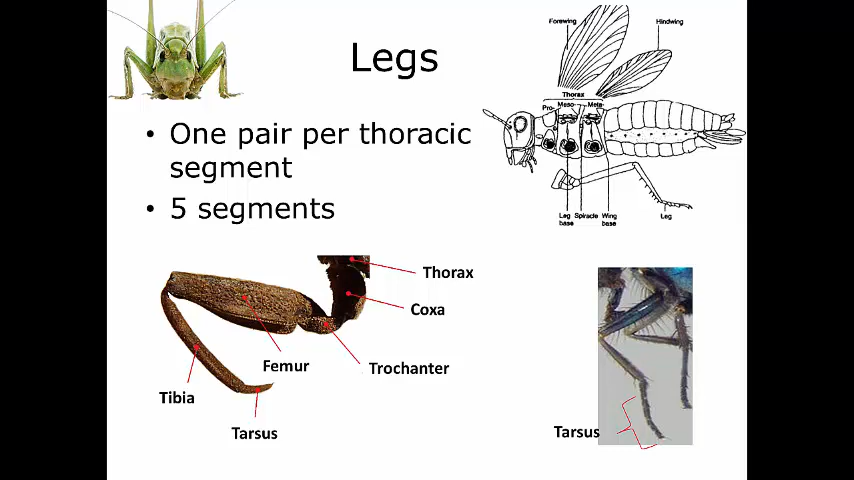 Legs
• One pair per thoracic
segment
• 5 segments
Forewing
Hindwing
Thorax
Pro-
Meso-
Meta-
Leg
base
Spiracle
Wing
base
Leg
Thorax
Coxa
Trochanter
Femur
Tibia
Tarsus
Tarsus